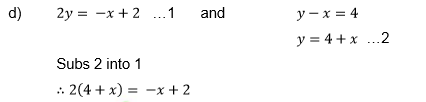 d) 2y = −x + 2 …1 and y − x = 4
y = 4 + x …2
Subs 2 into 1
∴ 2(4 + x) = −x + 2